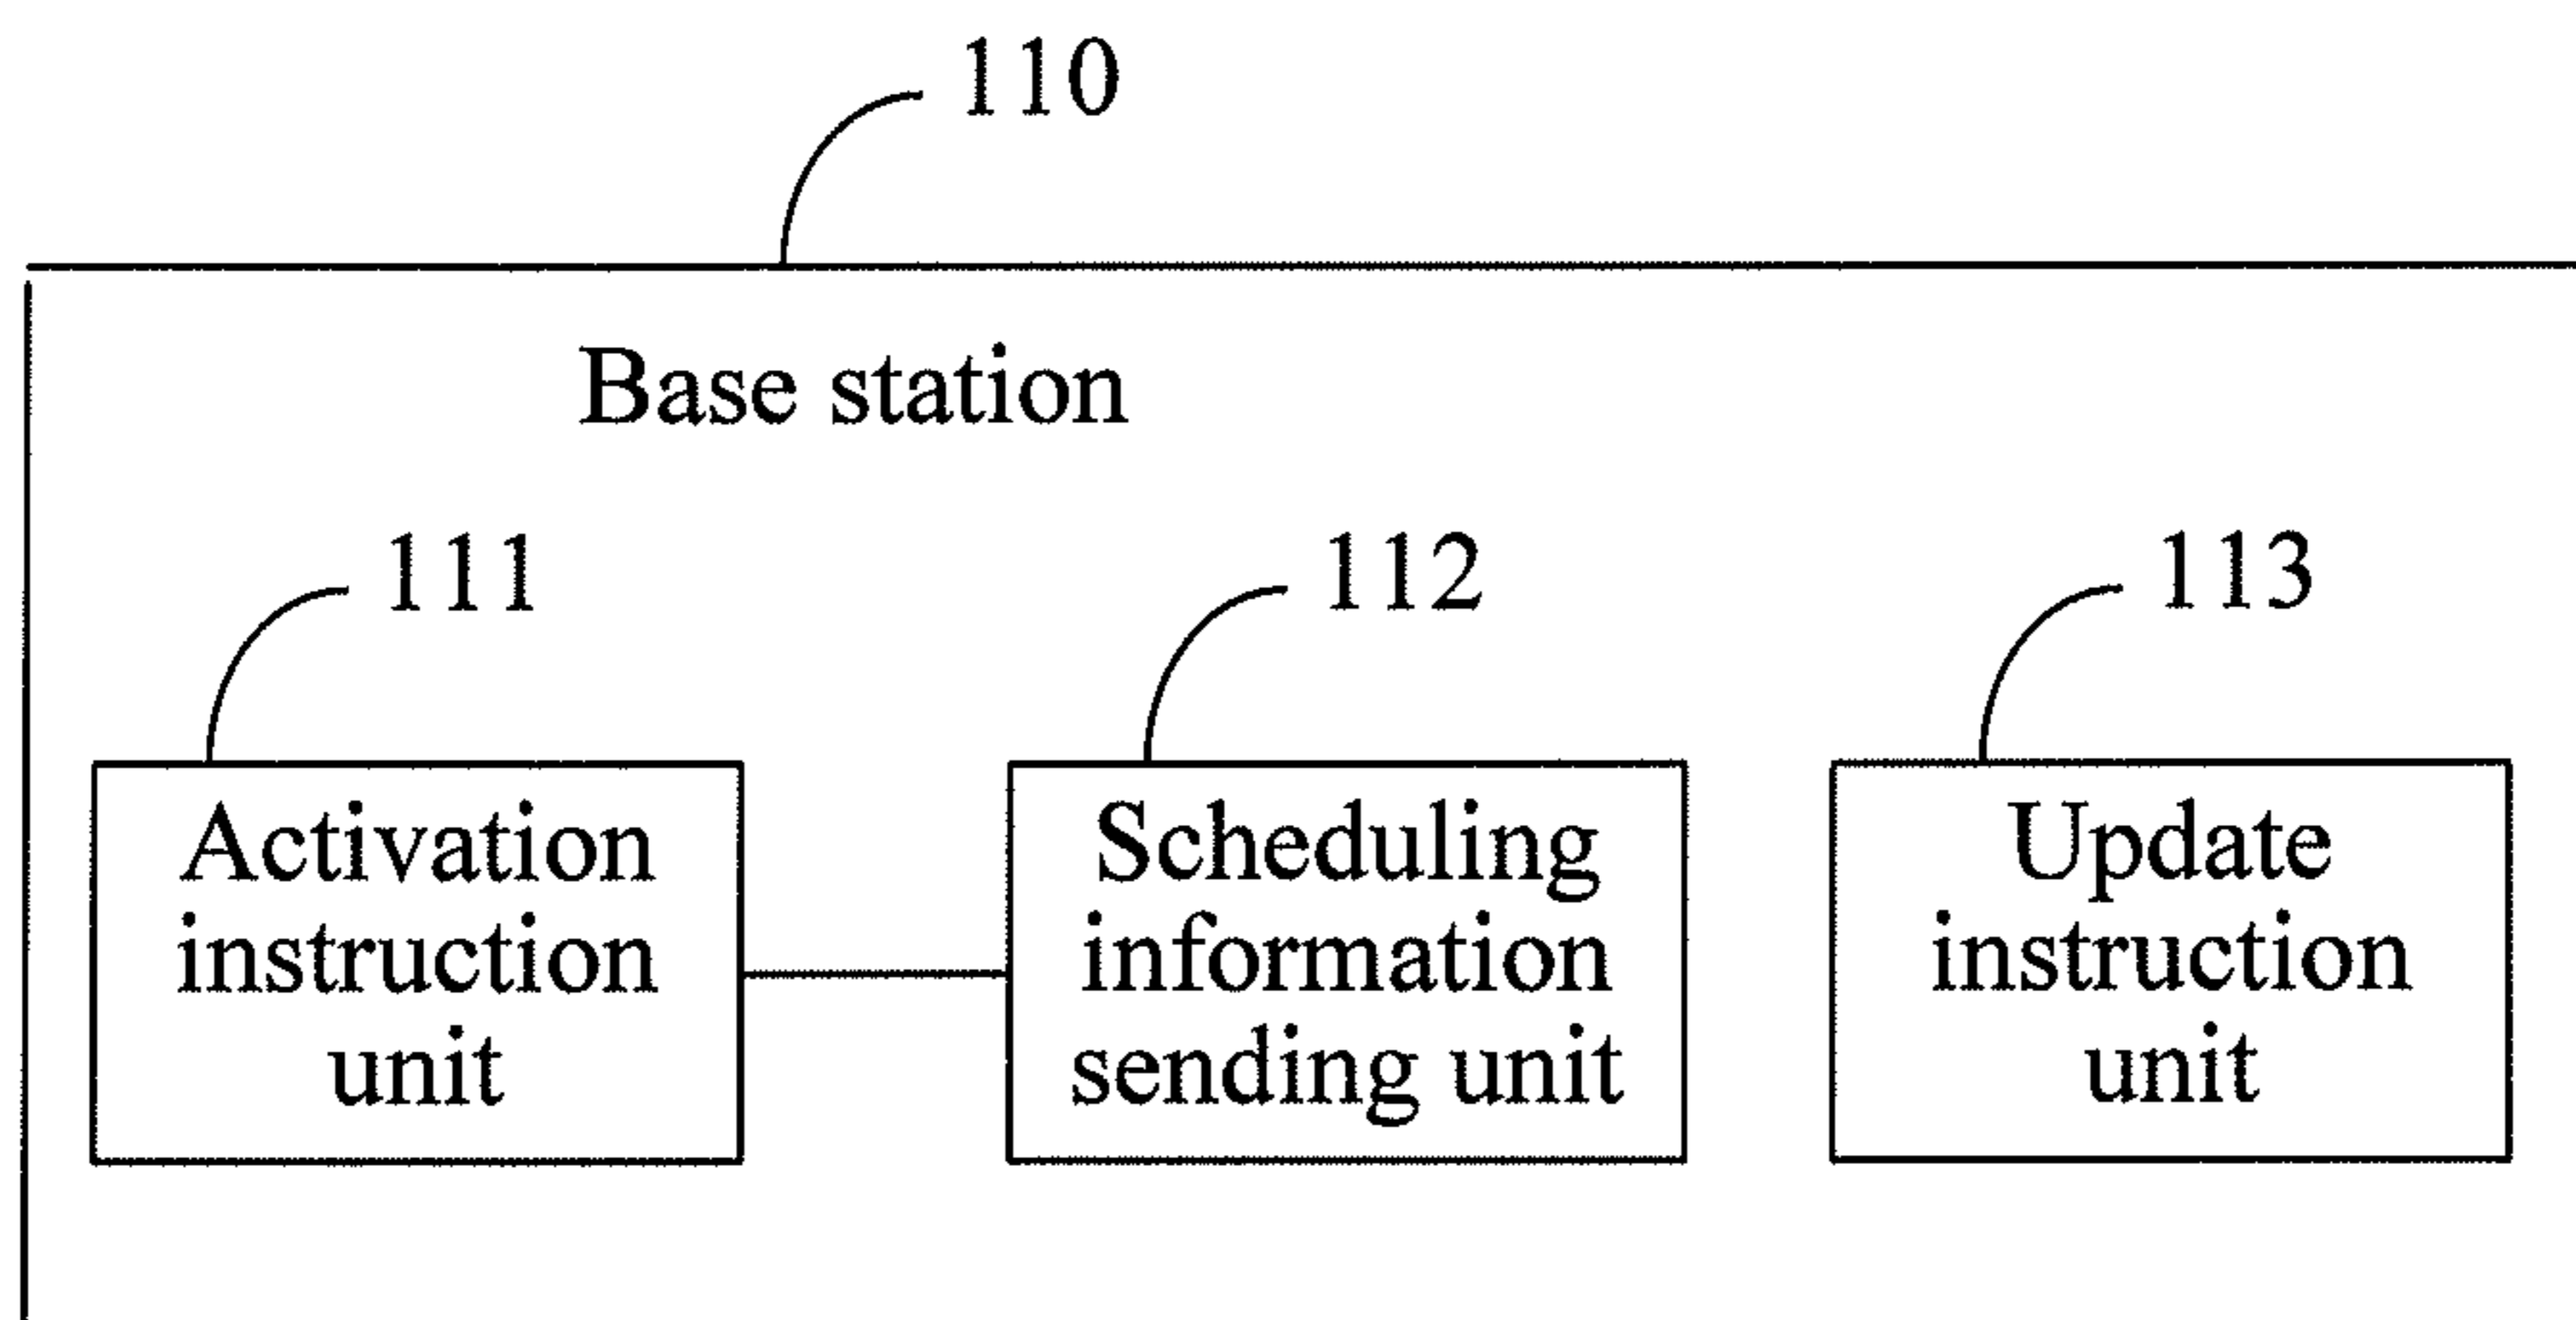 110
Base station
111
112
113
Activation
instruction
unit
Scheduling
information
sending unit
Update
instruction
unit